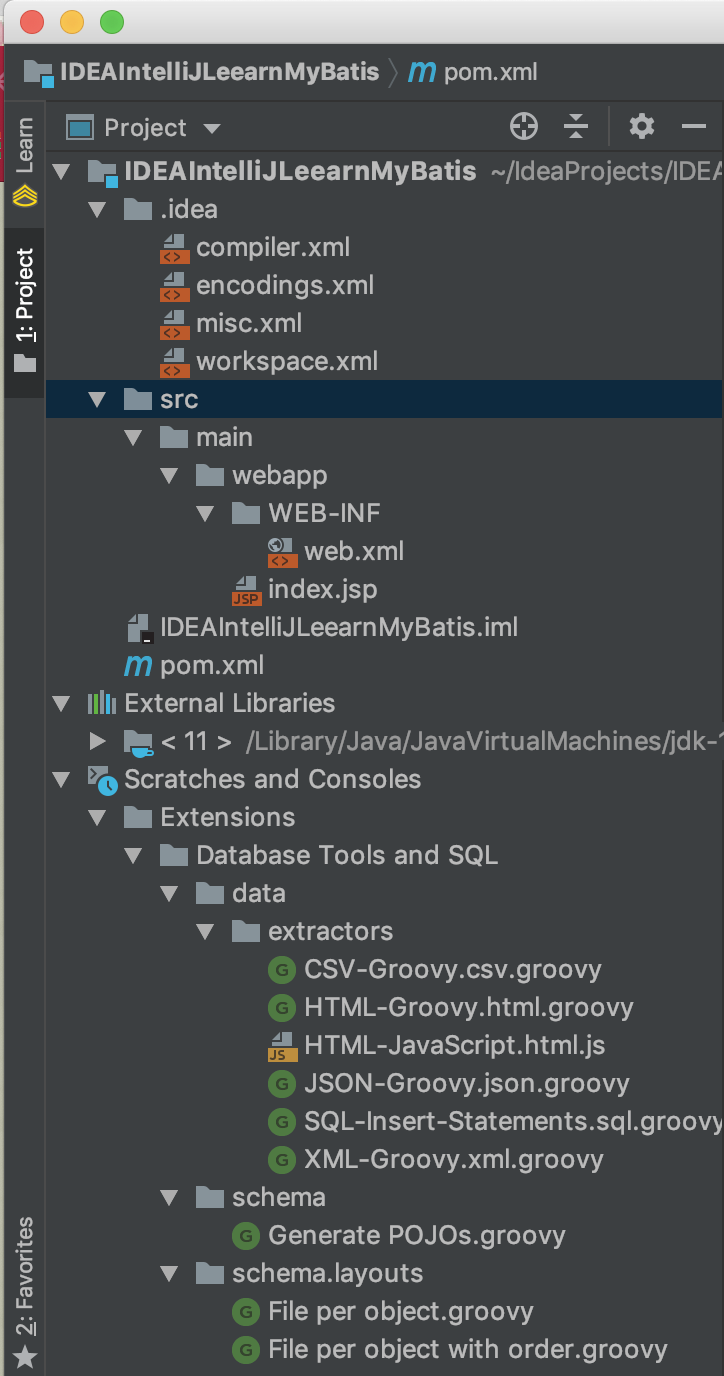 IDEAIntelliJLeearnMyBatis pom.xml
Learn
1: Project
2: Favorites
Project
IDEAIntelliJLeearnMyBatis ~/IdeaProjects/IDEA
.idea
compiler.xml
encodings.xml
misc.xml
workspace.xml
src
main
webapp
WEB-INF
web.xml
JSP index.jsp
IDEAIntelliJLeearnMyBatis.iml
m pom.xml
External Libraries
< 11 > /Library/Java/JavaVirtualMachines/jdk-1
Scratches and Consoles
Extensions
Database Tools and SQL
data
extractors
G CSV-Groovy.csv.groovy
G HTML-Groovy.html.groovy
JS HTML-JavaScript.html.js
G JSON-Groovy.json.groovy
G SQL-Insert-Statements.sql.groovy
G XML-Groovy.xml.groovy
schema
G Generate POJOs.groovy
schema.layouts
G File per object.groovy
G File per object with order.groovy